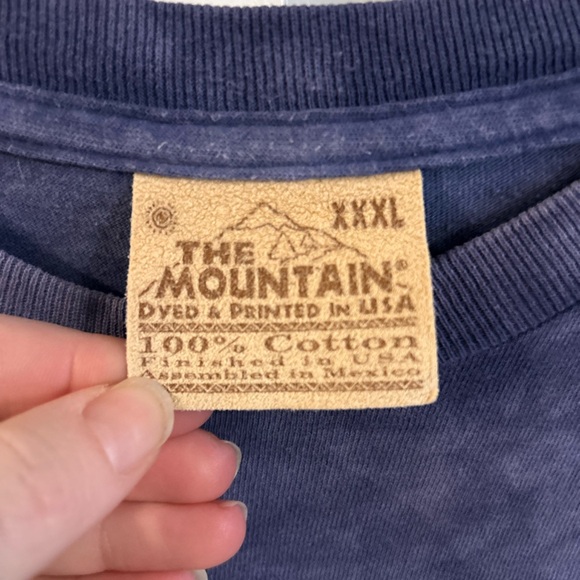 XXXL
THE
MOUNTAIN®
DYED & PRINTED IN USA
100% Cotton
Finished in USA
Assembled in Mexico